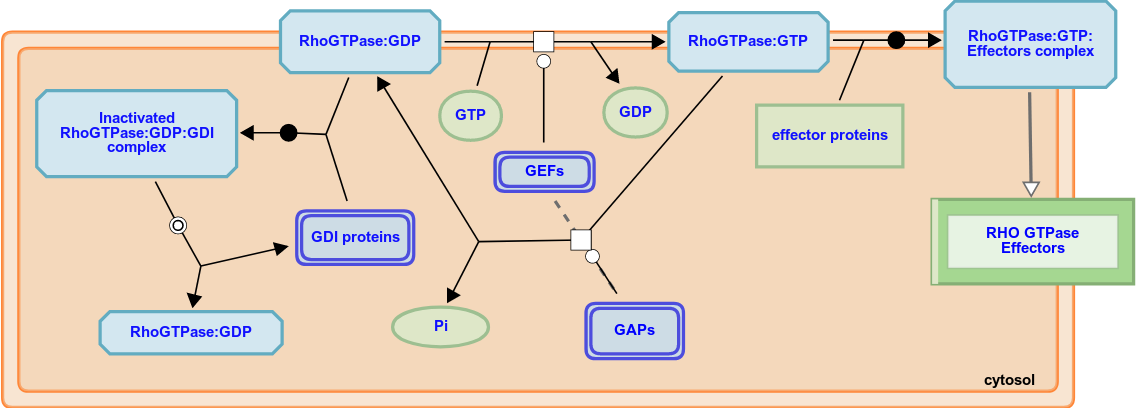 RhoGTPase:GDP
RhoGTPase:GTP
RhoGTPase:GTP:
Effectors complex
Inactivated
RhoGTPase:GDP:GDI
complex
GTP
GDP
effector proteins
GEFs
GDI proteins
RHO GTPase
Effectors
RhoGTPase:GDP
Pi
GAPs
cytosol